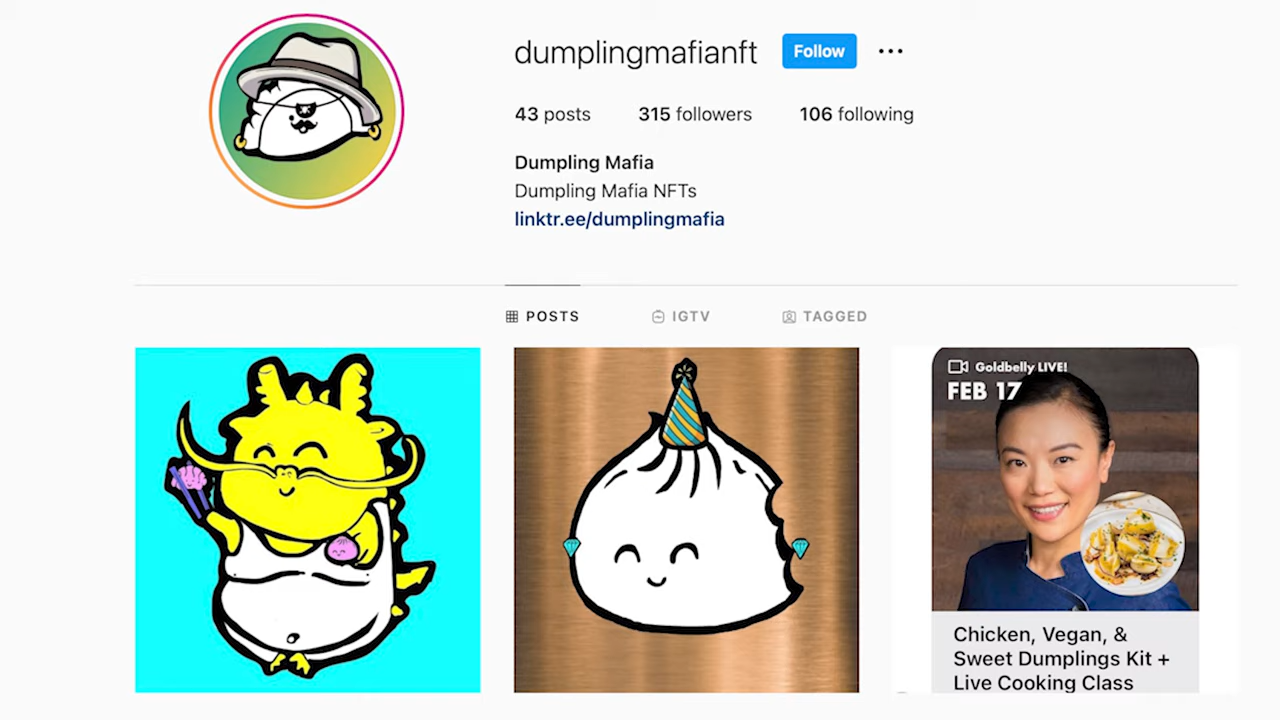 dumplingmafianft Follow
43 posts 315 followers 106 following
Dumpling Mafia
Dumpling Mafia NFTs
linktr.ee/dumplingmafia
POSTS IGTV TAGGED
Goldbelly LIVE!
FEB 17
Chicken, Vegan, &
Sweet Dumplings Kit +
Live Cooking Class